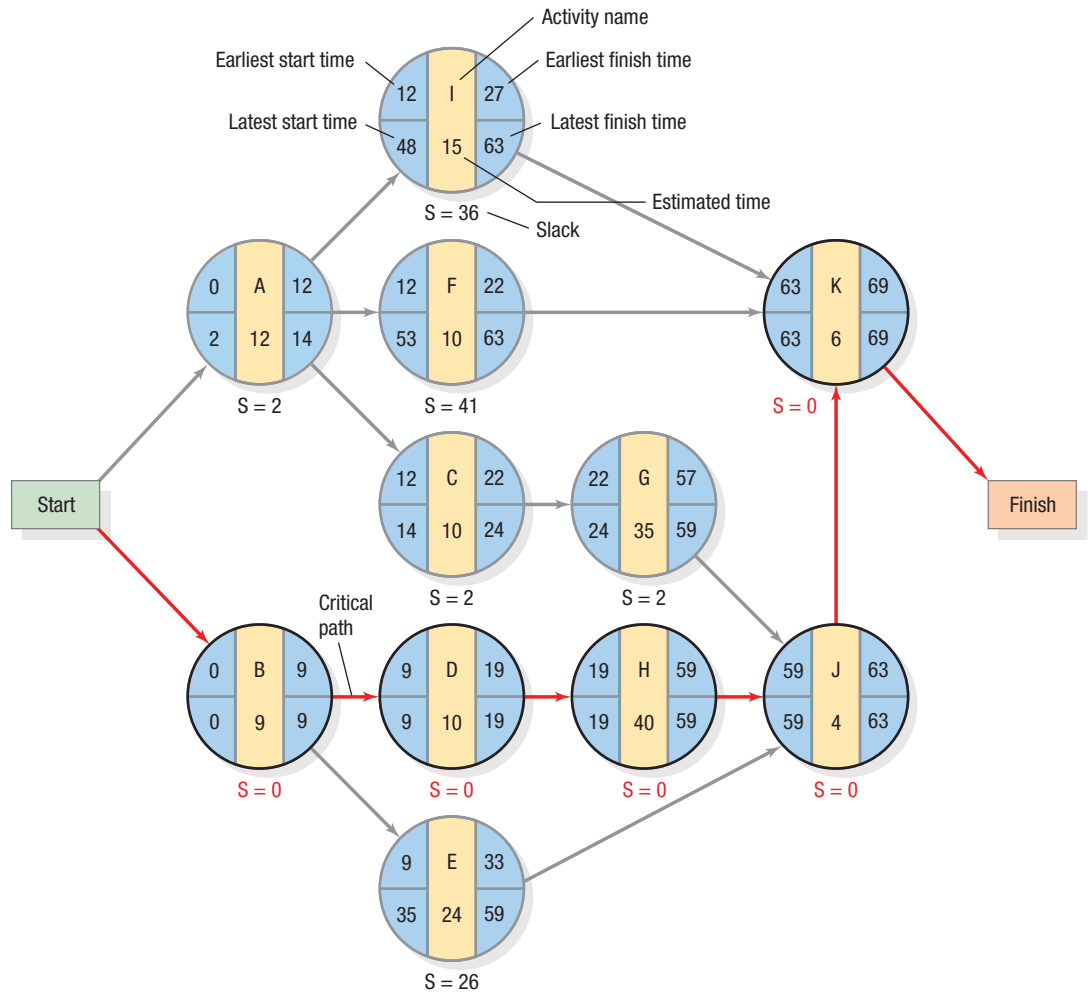 Activity name
Earliest start time
Earliest finish time
12 I 27
Latest start time
Latest finish time
48 15 63
Estimated time
S = 36
Slack
0 A 12
2 12 14
S = 2
12 F 22
53 10 63
S = 41
63 K 69
63 6 69
S = 0
12 C 22
14 10 24
S = 2
22 G 57
24 35 59
S = 2
Start
Finish
Critical
path
0 B 9
0 9 9
S = 0
9 D 19
9 10 19
S = 0
19 H 59
19 40 59
S = 0
59 J 63
59 4 63
S = 0
9 E 33
35 24 59
S = 26